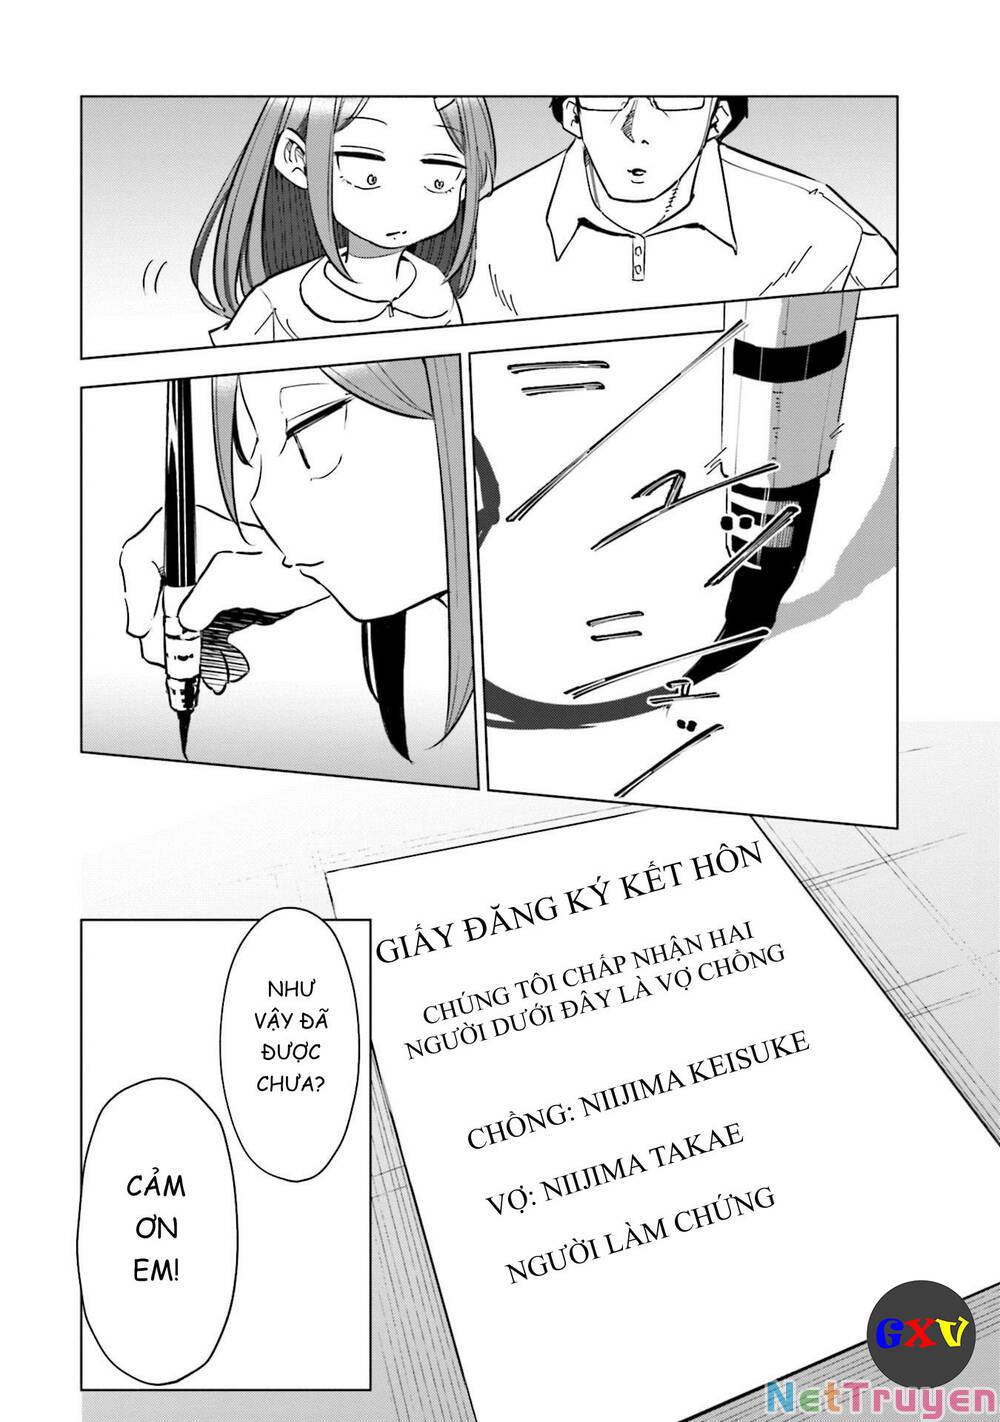 GIẤY ĐĂNG KÝ KẾT HÔN
CHÚNG TÔI CHẤP NHẬN HAI
NGƯỜI DƯỚI ĐÂY LÀ VỢ CHỒNG
CHỒNG: NIIJIMA KEISUKE
VỢ: NIIJIMA TAKAE
NGƯỜI LÀM CHỨNG
NHƯ
VẬY ĐÃ
ĐƯỢC
CHƯA?
CẢM
ƠN
EM!
GXV
NetTruyen